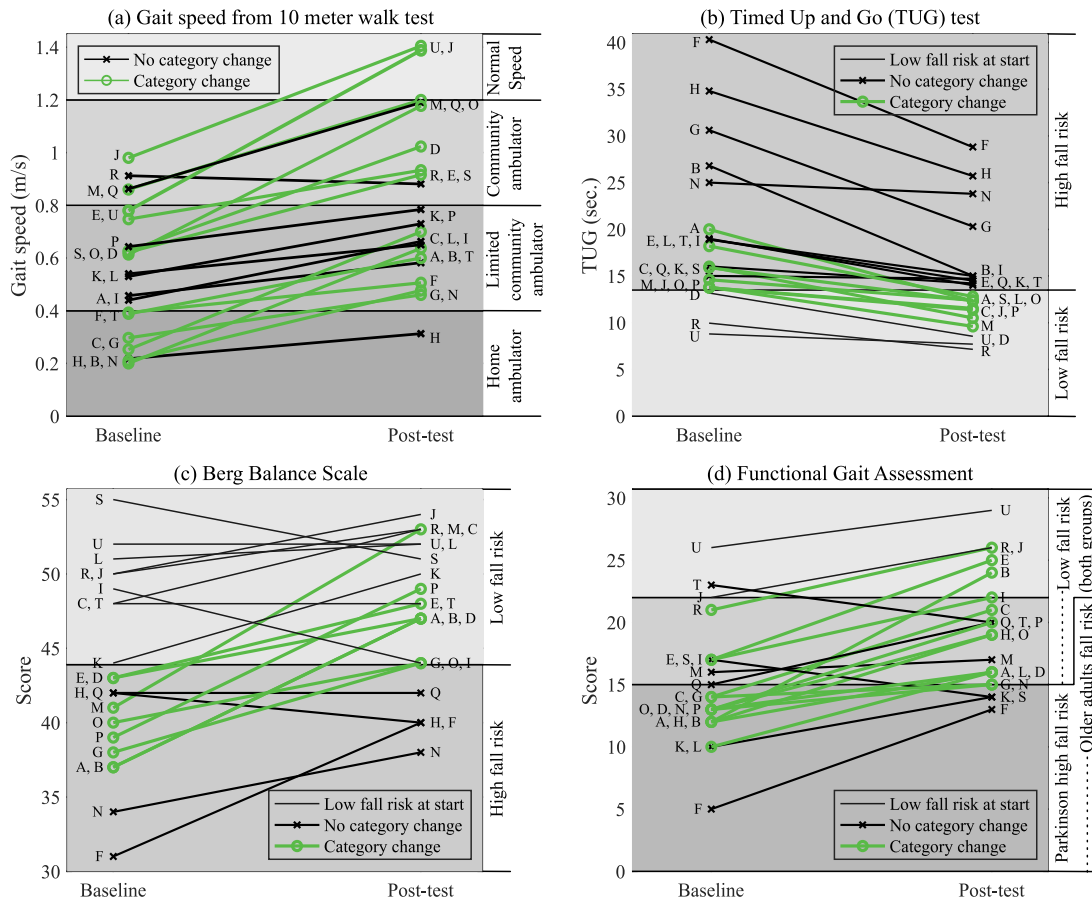 (a) Gait speed from 10 meter walk test
No category change
Category change
1.4
1.2
1
0.8
0.6
0.4
0.2
0
Gait speed (m/s)
J
R
M, Q
E, U
P
S, O, D
K, L
A, I
F, T
C, G
H, B, N
U, J
M, Q, O
D
R, E, S
K, P
C, L, I
A, B, T
F
G, N
H
Normal
Speed
Community
ambulator
Limited
community
ambulator
Home
ambulator
Baseline
Post-test
(b) Timed Up and Go (TUG) test
Low fall risk at start
No category change
Category change
40
35
30
25
20
15
10
5
0
TUG (sec.)
F
H
G
B
N
A
E, L, T, I
C, Q, K, S
M, J, O, P
D
R
U
F
H
N
G
B, I
E, Q, K, T
A, S, L, O
C, J, P
M
U, D
R
High fall risk
Low fall risk
Baseline
Post-test
(c) Berg Balance Scale
55
50
45
40
35
30
Score
S
U
L
R, J
I
C, T
K
E, D
H, Q
M
O
P
G
A, B
N
F
J
R, M, C
U, L
S
K
P
E, T
A, B, D
G, O, I
Q
H, F
N
Low fall risk
High fall risk
Low fall risk at start
No category change
Category change
Baseline
Post-test
(d) Functional Gait Assessment
30
25
20
15
10
5
0
Score
U
T
J
R
E, S, I
M
Q
C, G
O, D, N, P
A, H, B
K, L
F
U
R, J
E
B
I
C
Q, T, P
H, O
M
A, L, D
G, N
K, S
F
Low fall risk
(both groups)
Older adults fall risk
Parkinson high fall risk
Low fall risk at start
No category change
Category change
Baseline
Post-test